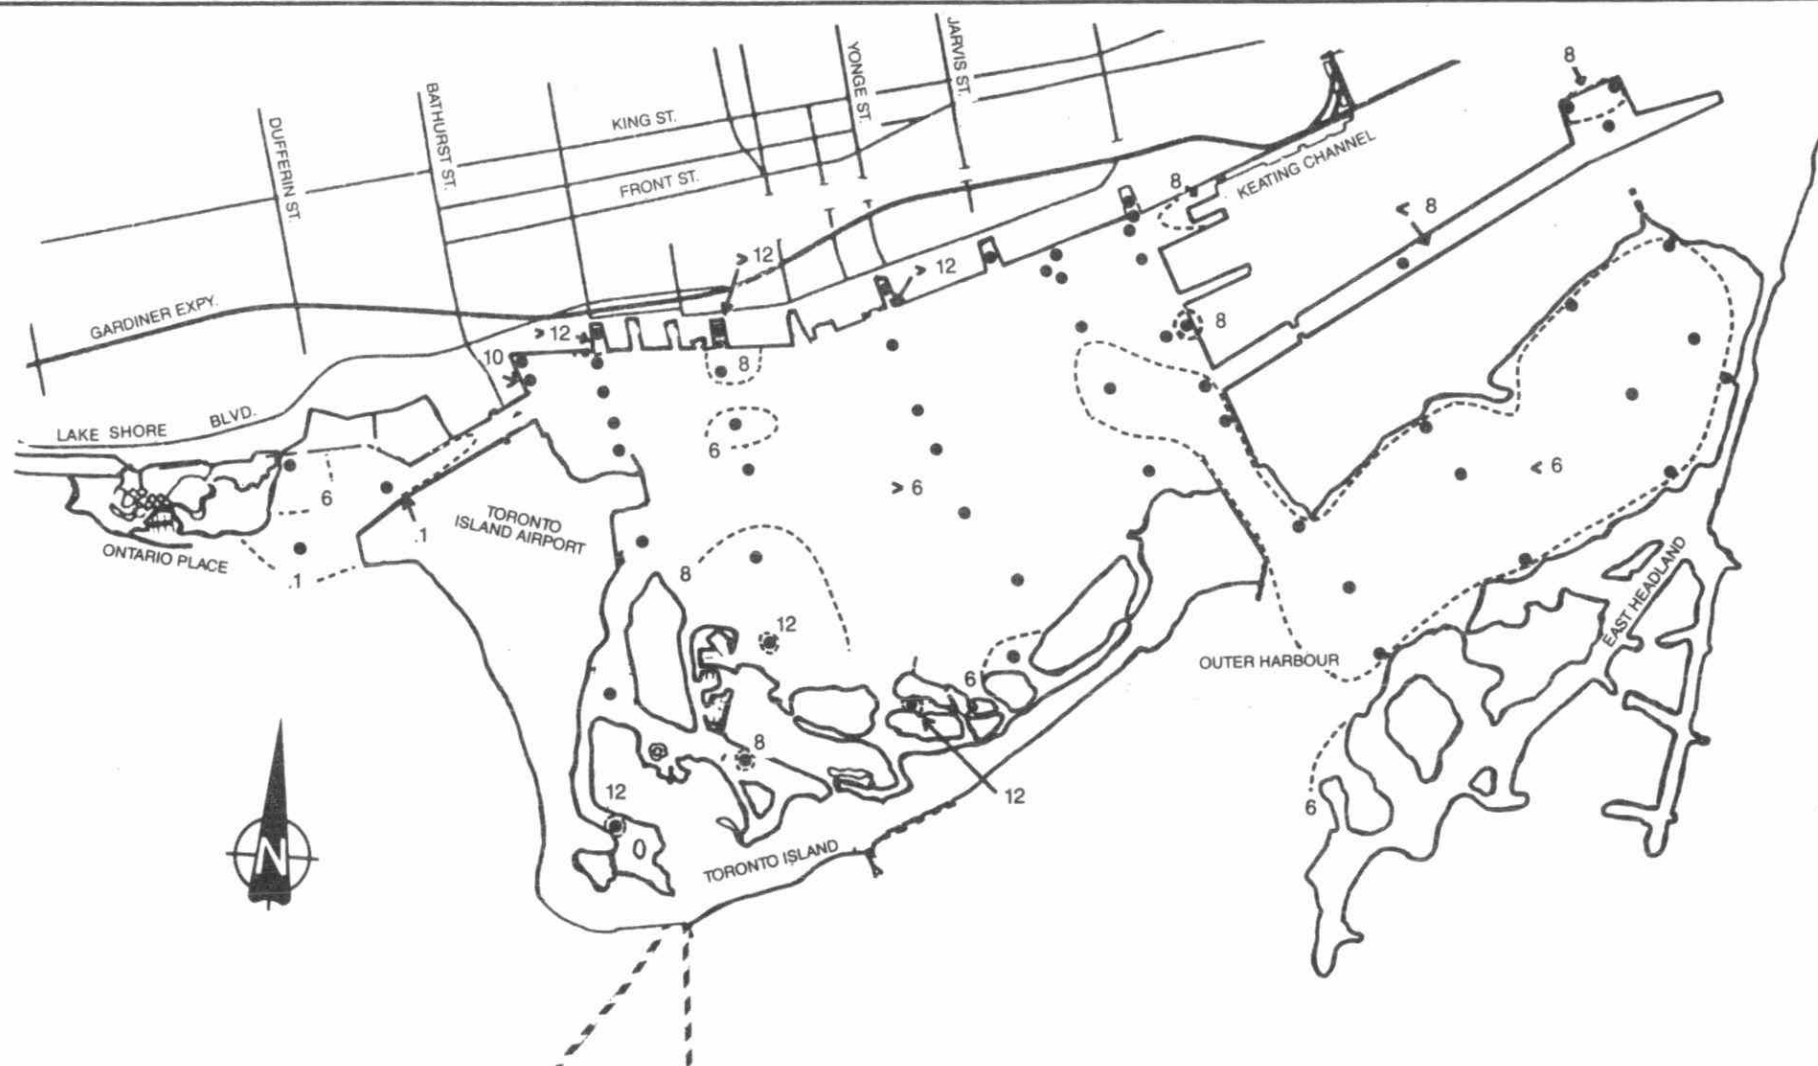 JARVIS ST.
YONGE ST.
8
BATHURST ST.
KING ST.
DUFFERIN ST.
KEATING CHANNEL
FRONT ST.
8
< 8
> 12
> 12
GARDINER EXPY.
> 12
8
10
8
LAKE SHORE BLVD.
6
< 6
> 6
6
TORONTO
ISLAND AIRPORT
.1
ONTARIO PLACE
.1
8
EAST HEADLAND
12
OUTER HARBOUR
6
8
12
12
6
TORONTO ISLAND
N